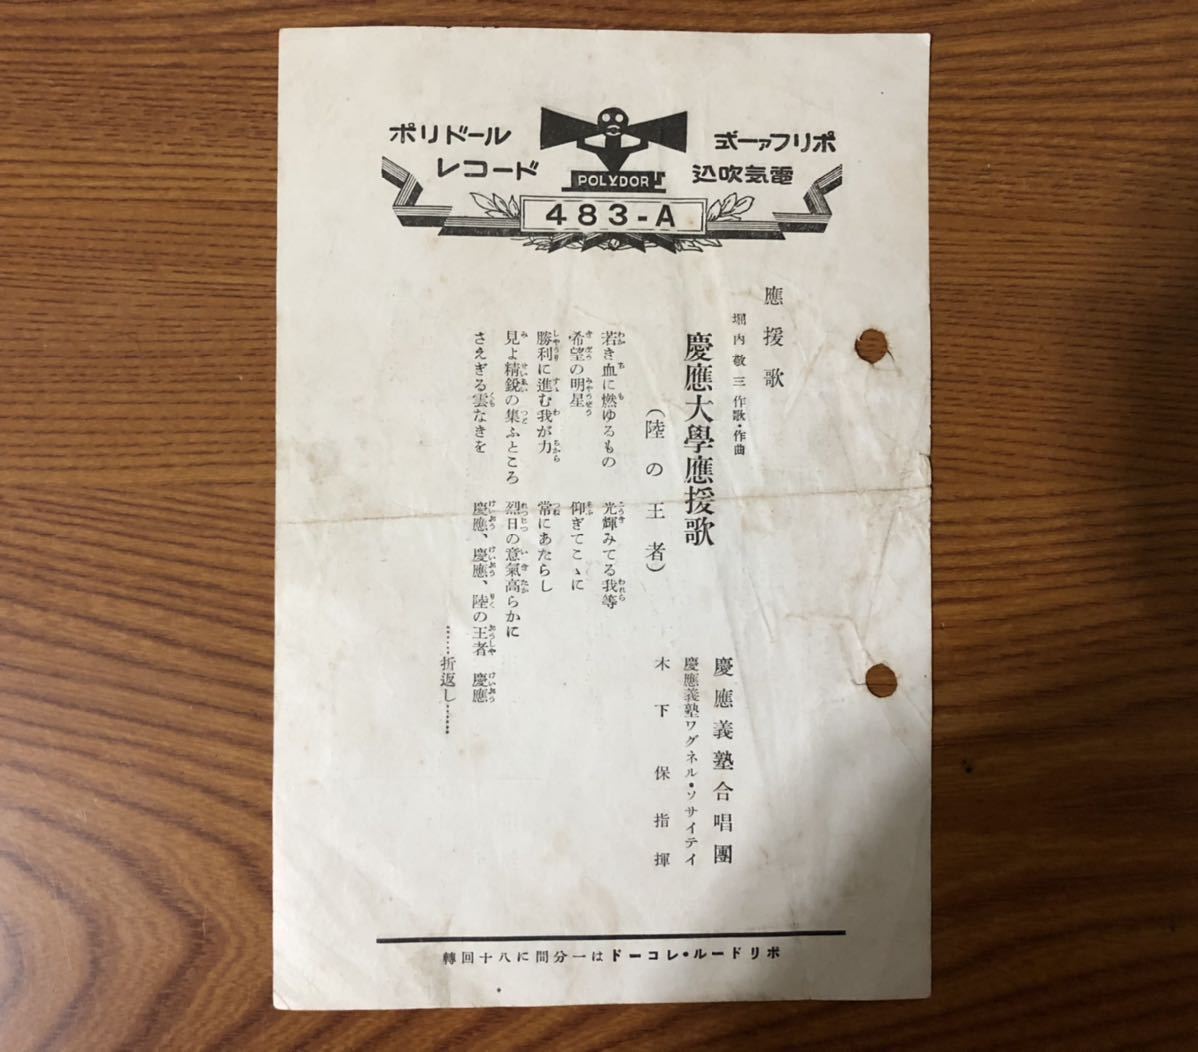 ポリドール
レコード
ポリファー式
電気吹込
POLYDOR
483-A
應援歌
堀内敬三作歌・作曲
慶應大學應援歌
(陸の王者)
慶應義塾合唱團
慶應義塾ワグネル・ソサイテイ
木下保指揮
若き血に燃ゆるもの 光輝みてる我等
希望の明星 仰ぎてこゝに
勝利に進む我が力 常にあたらし
見よ精鋭の集ふところ 烈日の意氣高らかに
さえぎる雲なきを 慶應、慶應、陸の王者 慶應
……折返し……
ポリドール・レコードは一分間に八十回轉